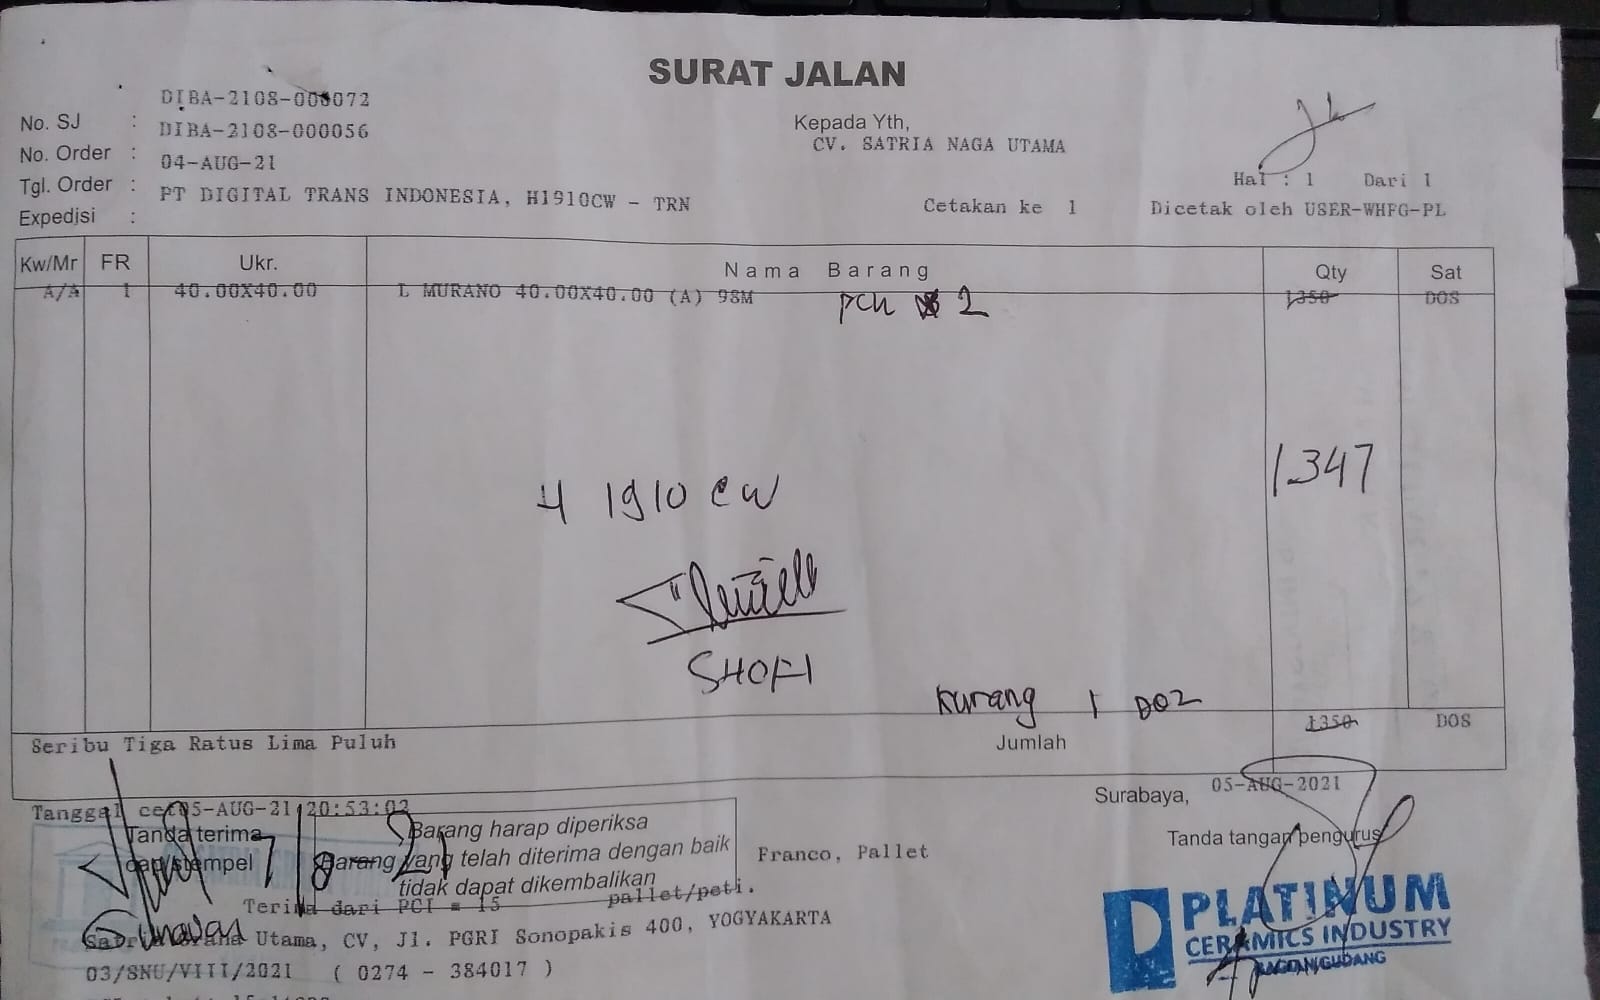 SURAT JALAN
No. SJ : DIBA-2108-000072
No. Order : DIBA-2108-000056
Tgl. Order : 04-AUG-21
Expedisi : PT DIGITAL TRANS INDONESIA, H1910CW - TRN
Kepada Yth,
CV. SATRIA NAGA UTAMA
Hal : 1 Dari 1
Cetakan ke 1 Dicetak oleh USER-WHFG-PL
Kw/Mr FR Ukr. Nama Barang Qty Sat
A/A 1 40.00X40.00 L MURANO 40.00X40.00 (A) 98M 1350 DOS
PCH 2
1.347
H 1910 CW
SHOFI
Kurang 1 DOZ
Seribu Tiga Ratus Lima Puluh Jumlah 1350 DOS
Surabaya, 05-AUG-2021
Tanggal cet 05-AUG-21 20:53:02
Tanda terima
dan stempel
7/8 21
Gunawan
Barang harap diperiksa
Barang yang telah diterima dengan baik
tidak dapat dikembalikan
Franco, Pallet
Tanda tangan pengurus
Terima dari PCI = 15 pallet/peti.
Utama, CV, Jl. PGRI Sonopakis 400, YOGYAKARTA
03/SNU/VIII/2021 ( 0274 - 384017 )
PLATINUM
CERAMICS INDUSTRY
BAGIAN GUDANG